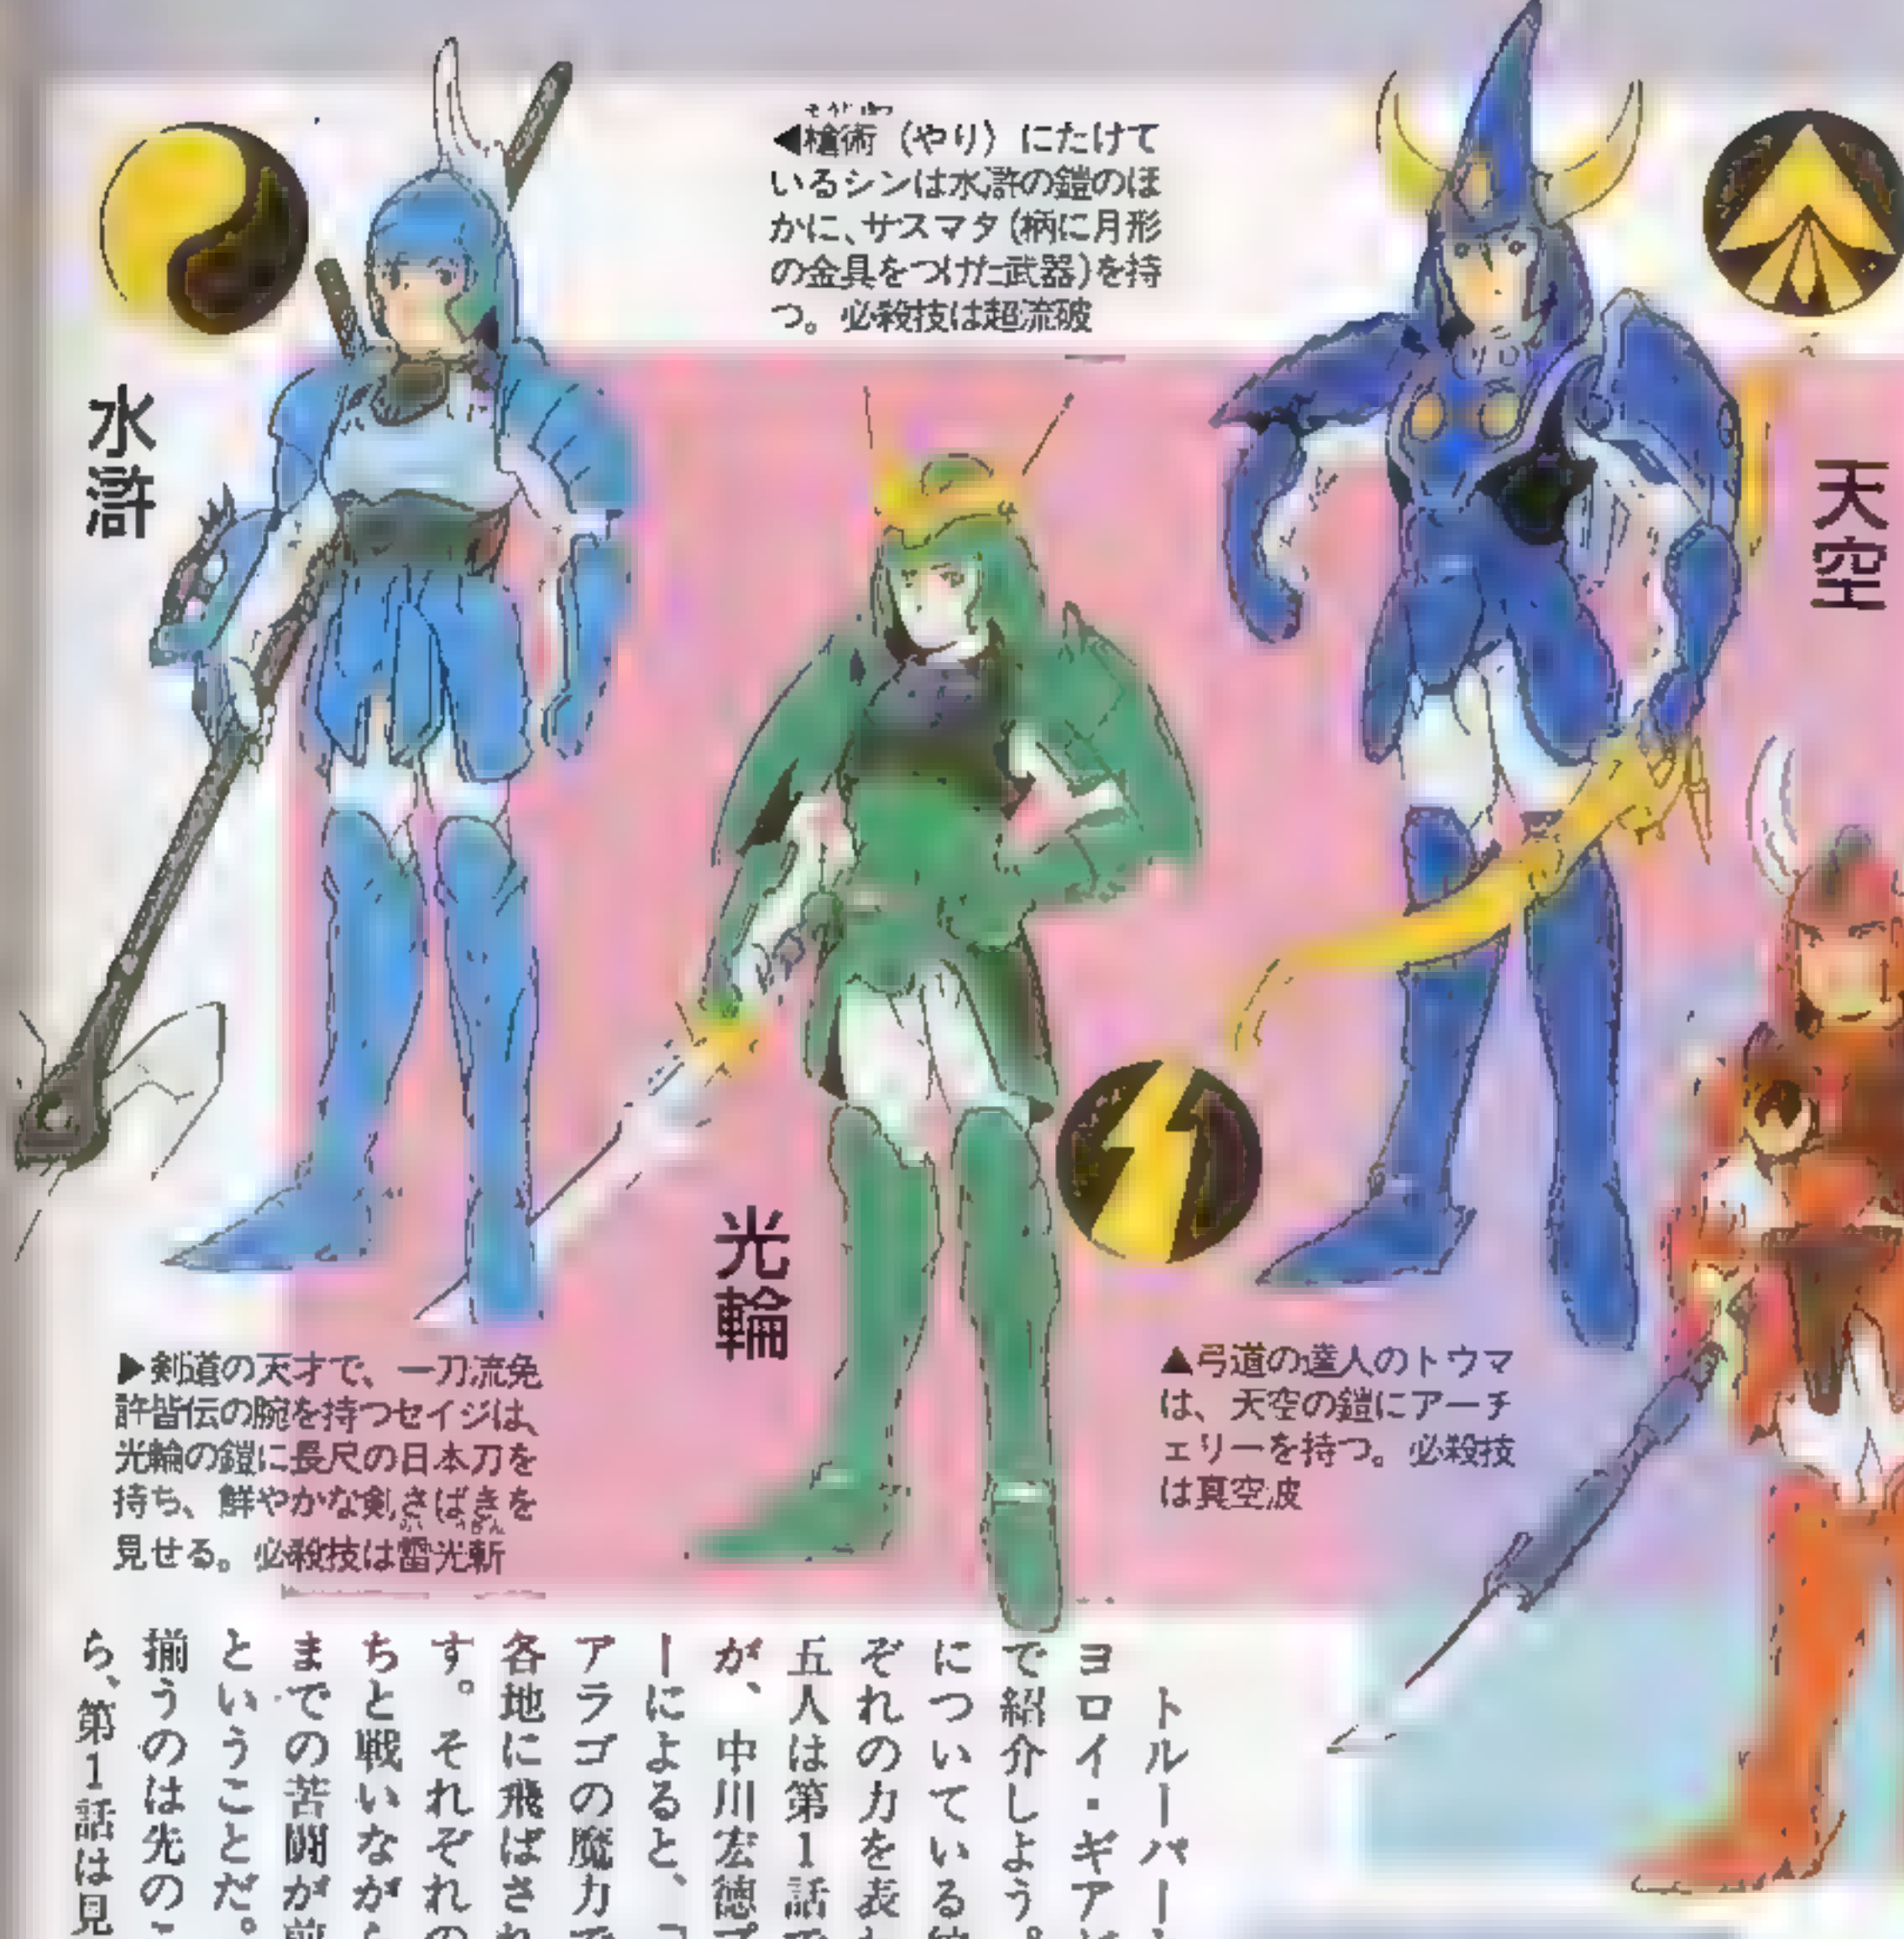 水滸
◀槍術（やり）にたけて
いるシンは水滸の鎧のほ
かに、サスマタ(柄に月形
の金具をつけた武器)を持
つ。必殺技は超流破
天空
光輪
▶剣道の天才で、一刀流免
許皆伝の腕を持つセイジは、
光輪の鎧に長尺の日本刀を
持ち、鮮やかな剣さばきを
見せる。必殺技は雷光斬
▲弓道の達人のトウマ
は、天空の鎧にアーチ
ェリーを持つ。必殺技
は真空波
トルーパー
ヨロイ・ギア
で紹介しよう。
についている
ぞれの力を表
五人は第1話で
が、中川宏徳プ
ーによると、「
アラゴの魔力で
各地に飛ばされ
す。それぞれの
ちと戦いながら
までの苦闘が前
ということだ。
揃うのは先の
ら、第1話は見